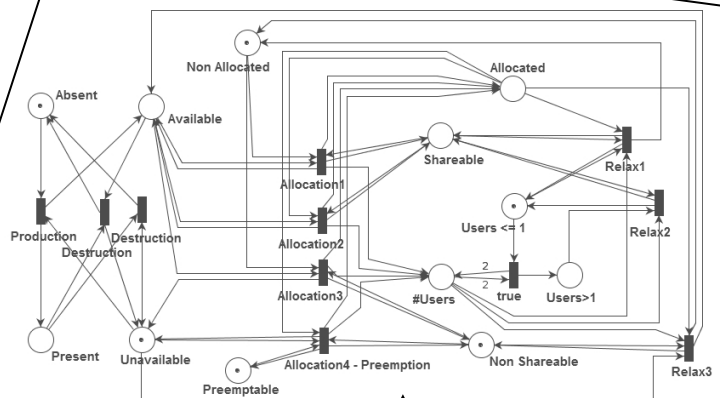 Non Allocated
Allocated
Absent
Available
Shareable
Relax1
Allocation1
Production
Destruction
Destruction
Allocation2
Users <= 1
Relax2
Allocation3
#Users
2
2
true
Users>1
Present
Unavailable
Allocation4 - Preemption
Non Shareable
Relax3
Preemptable